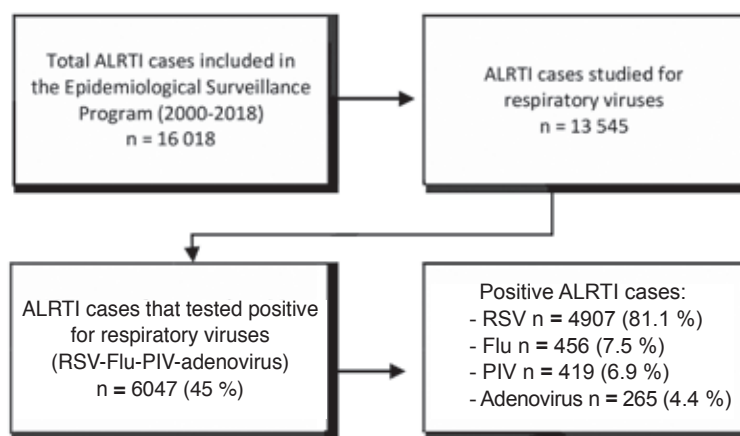 Total ALRTI cases included in
the Epidemiological Surveillance
Program (2000-2018)
n = 16 018
ALRTI cases studied for
respiratory viruses
n = 13 545
ALRTI cases that tested positive
for respiratory viruses
(RSV-Flu-PIV-adenovirus)
n = 6047 (45 %)
Positive ALRTI cases:
- RSV n = 4907 (81.1 %)
- Flu n = 456 (7.5 %)
- PIV n = 419 (6.9 %)
- Adenovirus n = 265 (4.4 %)